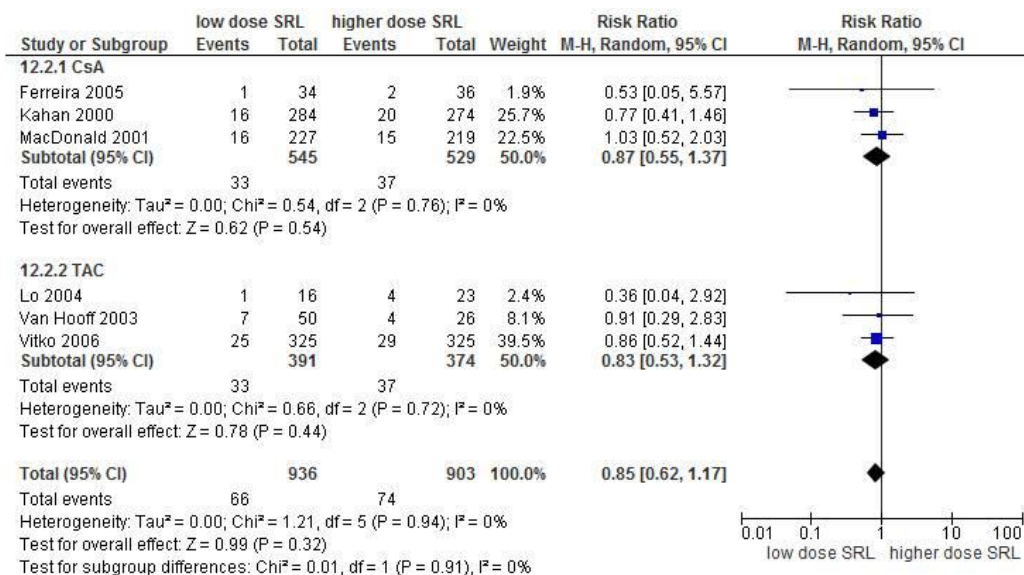 low dose SRL higher dose SRL Risk Ratio Risk Ratio
Study or Subgroup Events Total Events Total Weight M-H, Random, 95% CI M-H, Random, 95% CI
12.2.1 CsA
Ferreira 2005 1 34 2 36 1.9% 0.53 [0.05, 5.57]
Kahan 2000 16 284 20 274 25.7% 0.77 [0.41, 1.46]
MacDonald 2001 16 227 15 219 22.5% 1.03 [0.52, 2.03]
Subtotal (95% CI) 545 529 50.0% 0.87 [0.55, 1.37]
Total events 33 37
Heterogeneity: Tau² = 0.00; Chi² = 0.54, df = 2 (P = 0.76); I² = 0%
Test for overall effect: Z = 0.62 (P = 0.54)
12.2.2 TAC
Lo 2004 1 16 4 23 2.4% 0.36 [0.04, 2.92]
Van Hooff 2003 7 50 4 26 8.1% 0.91 [0.29, 2.83]
Vitko 2006 25 325 29 325 39.5% 0.86 [0.52, 1.44]
Subtotal (95% CI) 391 374 50.0% 0.83 [0.53, 1.32]
Total events 33 37
Heterogeneity: Tau² = 0.00; Chi² = 0.66, df = 2 (P = 0.72); I² = 0%
Test for overall effect: Z = 0.78 (P = 0.44)
Total (95% CI) 936 903 100.0% 0.85 [0.62, 1.17]
Total events 66 74
Heterogeneity: Tau² = 0.00; Chi² = 1.21, df = 5 (P = 0.94); I² = 0%
Test for overall effect: Z = 0.99 (P = 0.32)
Test for subgroup differences: Chi² = 0.01, df = 1 (P = 0.91), I² = 0%
0.01 0.1 1 10 100
low dose SRL higher dose SRL